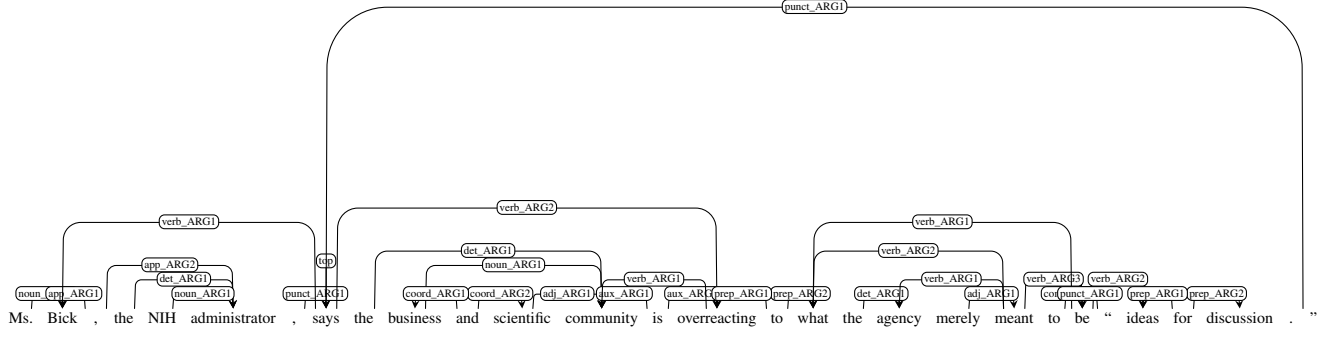 punct_ARG1
verb_ARG2
verb_ARG1 verb_ARG1
det_ARG1 verb_ARG2
top
app_ARG2 noun_ARG1
det_ARG1 verb_ARG1 verb_ARG1 verb_ARG3 verb_ARG2
app_ARG1 noun_ARG1 punct_ARG1 coord_ARG1 coord_ARG2 adj_ARG1 aux_ARG1 prep_ARG1 prep_ARG2 det_ARG1 adj_ARG1 punct_ARG1 prep_ARG1 prep_ARG2
Ms. Bick , the NIH administrator , says the business and scientific community is overreacting to what the agency merely meant to be “ ideas for discussion . ”